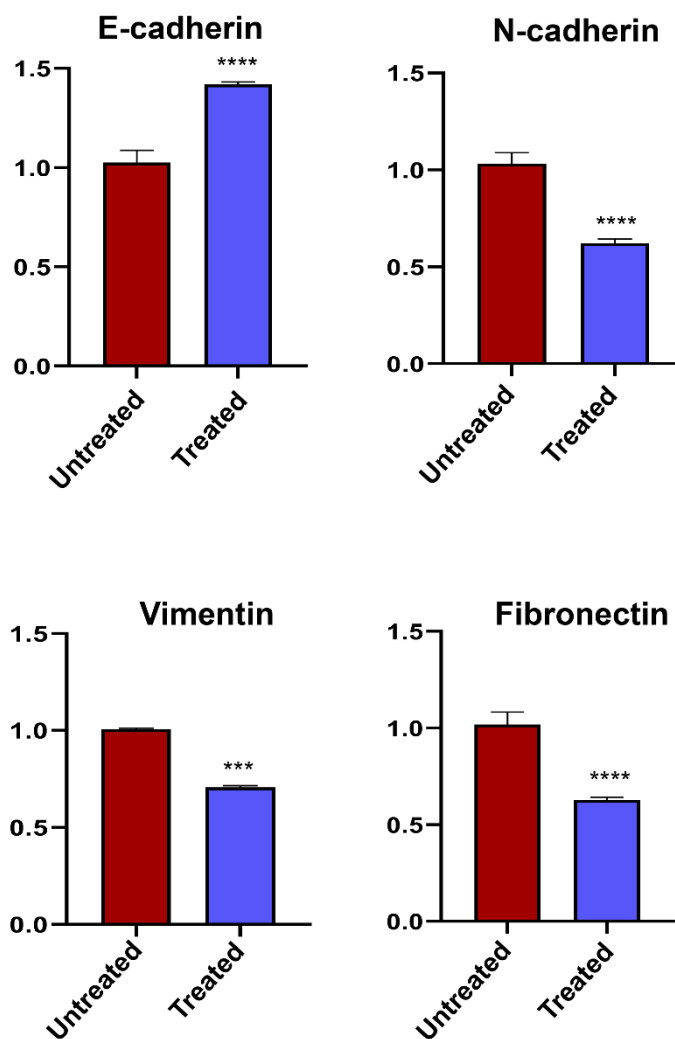 E-cadherin
1.5
1.0
0.5
0.0
****
Untreated
Treated
N-cadherin
1.5
1.0
0.5
0.0
****
Untreated
Treated
Vimentin
1.5
1.0
0.5
0.0
***
Untreated
Treated
Fibronectin
1.5
1.0
0.5
0.0
****
Untreated
Treated